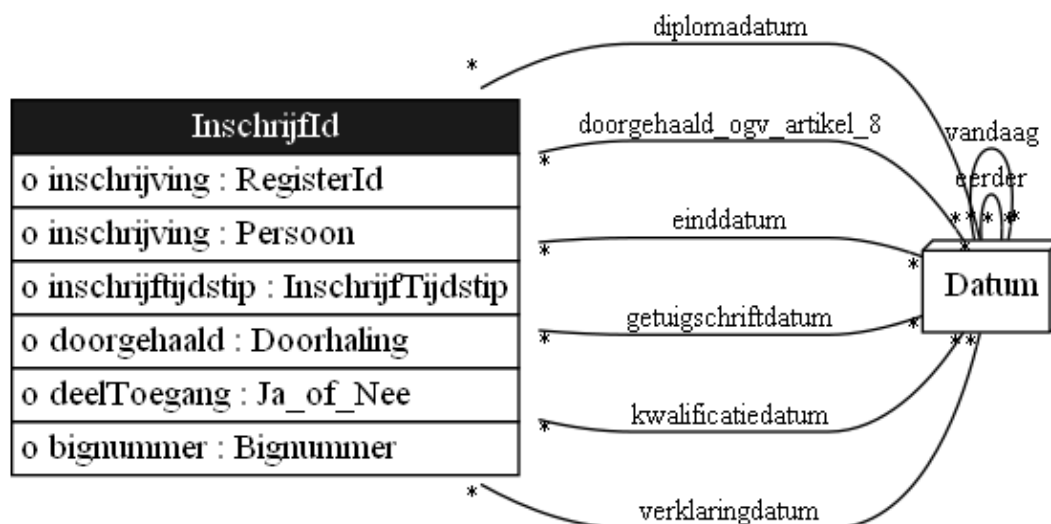 diplomadatum
*
InschrijfId
o inschrijving : RegisterId
o inschrijving : Persoon
o inschrijftijdstip : InschrijfTijdstip
o doorgehaald : Doorhaling
o deelToegang : Ja_of_Nee
o bignummer : Bignummer
doorgehaald_ogv_artikel_8
*
vandaag
eerder
* * * * *
einddatum
*
*
*
Datum
getuigschriftdatum
*
*
* *
kwalificatiedatum
*
*
verklaringdatum